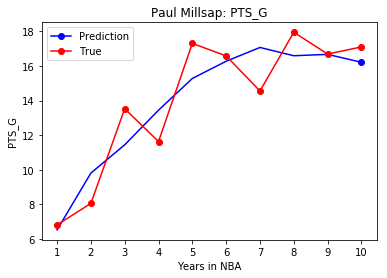 Paul Millsap: PTS_G
Prediction
True
PTS_G
18
16
14
12
10
8
6
1 2 3 4 5 6 7 8 9 10
Years in NBA